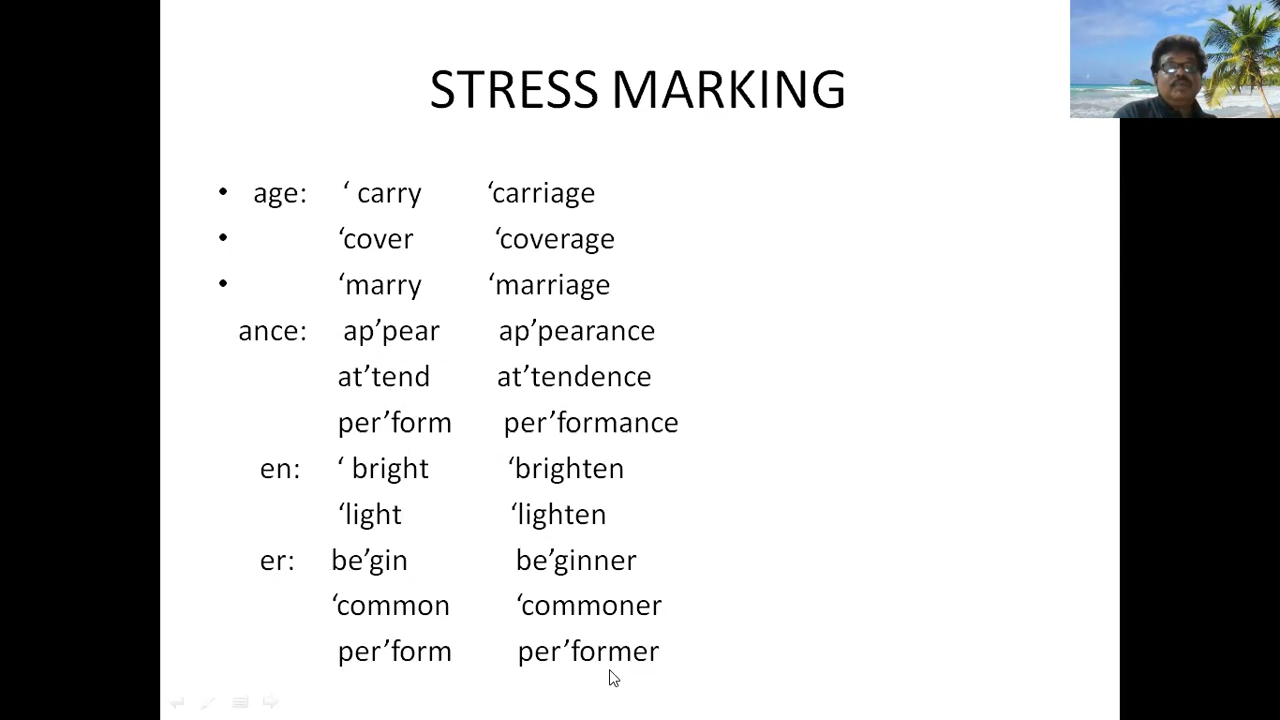 STRESS MARKING
• age: ‘ carry ‘carriage
• ‘cover ‘coverage
• ‘marry ‘marriage
ance: ap’pear ap’pearance
at’tend at’tendence
per’form per’formance
en: ‘ bright ‘brighten
‘light ‘lighten
er: be’gin be’ginner
‘common ‘commoner
per’form per’former